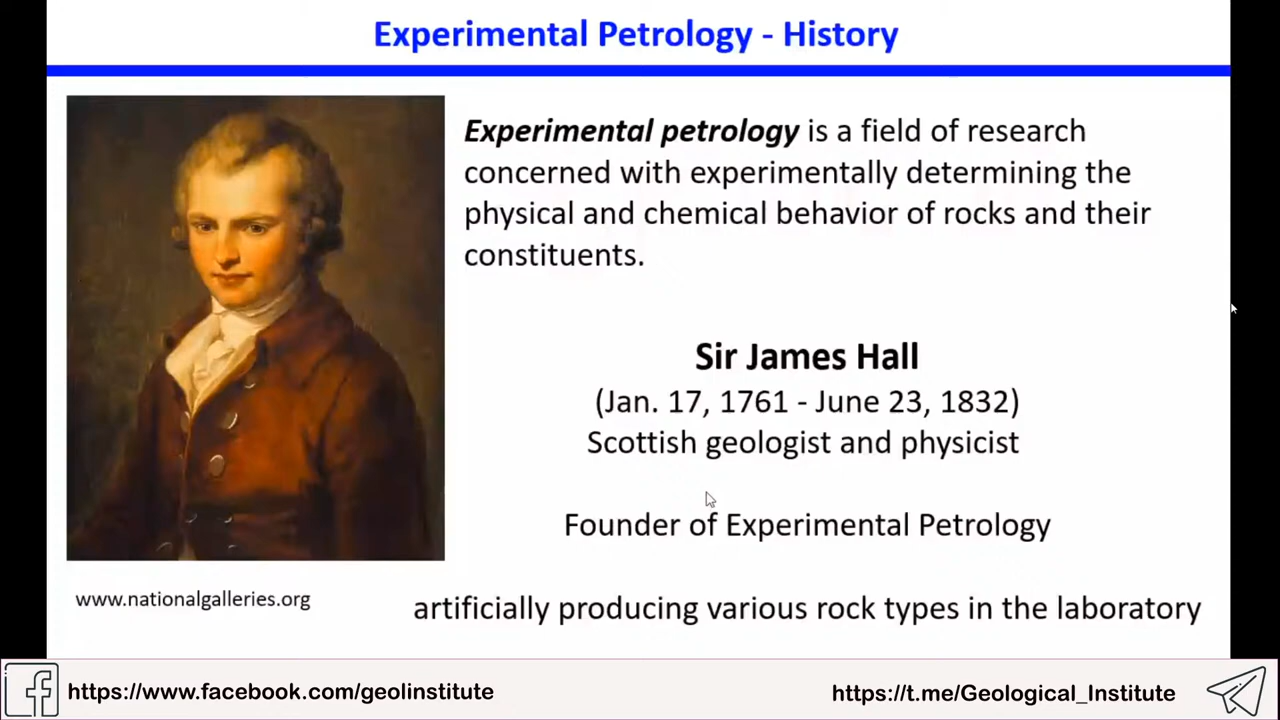 Experimental Petrology - History
Experimental petrology is a field of research
concerned with experimentally determining the
physical and chemical behavior of rocks and their
constituents.
Sir James Hall
(Jan. 17, 1761 - June 23, 1832)
Scottish geologist and physicist
Founder of Experimental Petrology
www.nationalgalleries.org
artificially producing various rock types in the laboratory
https://www.facebook.com/geolinstitute
https://t.me/Geological_Institute